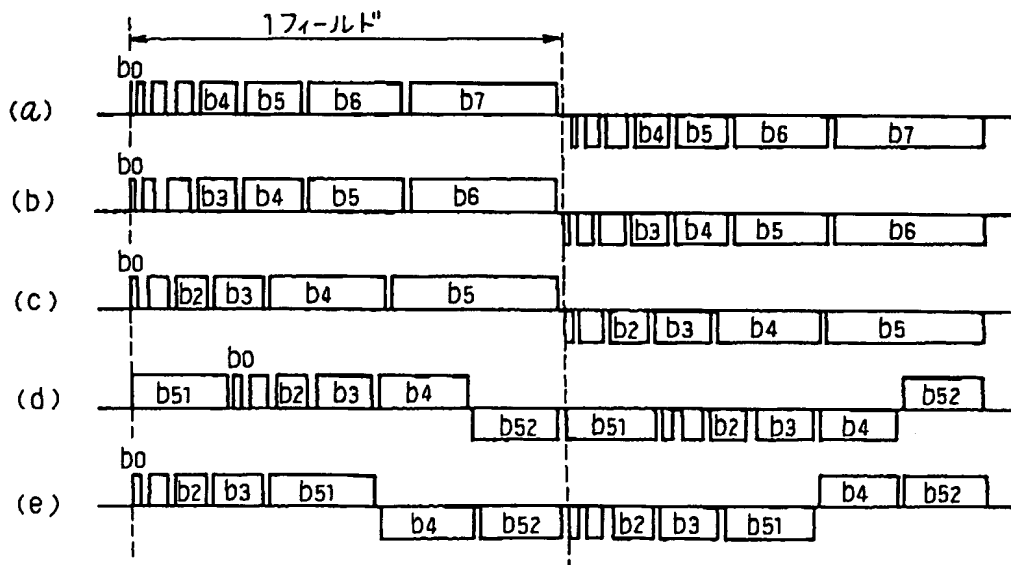 1フィールド
b0
(a) b4 b5 b6 b7 b4 b5 b6 b7
b0
(b) b3 b4 b5 b6 b3 b4 b5 b6
b0
(c) b2 b3 b4 b5 b2 b3 b4 b5
b0
(d) b51 b2 b3 b4 b52 b51 b2 b3 b4 b52
b0
(e) b2 b3 b51 b4 b52 b2 b3 b51 b4 b52